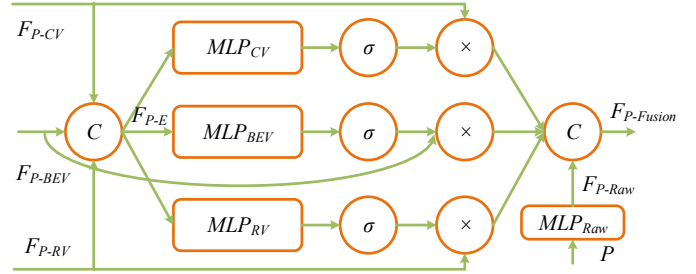 F_{P-CV}
MLP_{CV} σ ×
C F_{P-E} MLP_{BEV} σ × C F_{P-Fusion}
F_{P-BEV}
F_{P-Raw}
MLP_{RV} σ × MLP_{Raw}
F_{P-RV} P